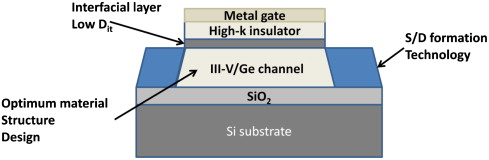 Interfacial layer
Low Dit
Metal gate
High-k insulator
S/D formation
Technology
III-V/Ge channel
Optimum material
Structure
Design
SiO2
Si substrate